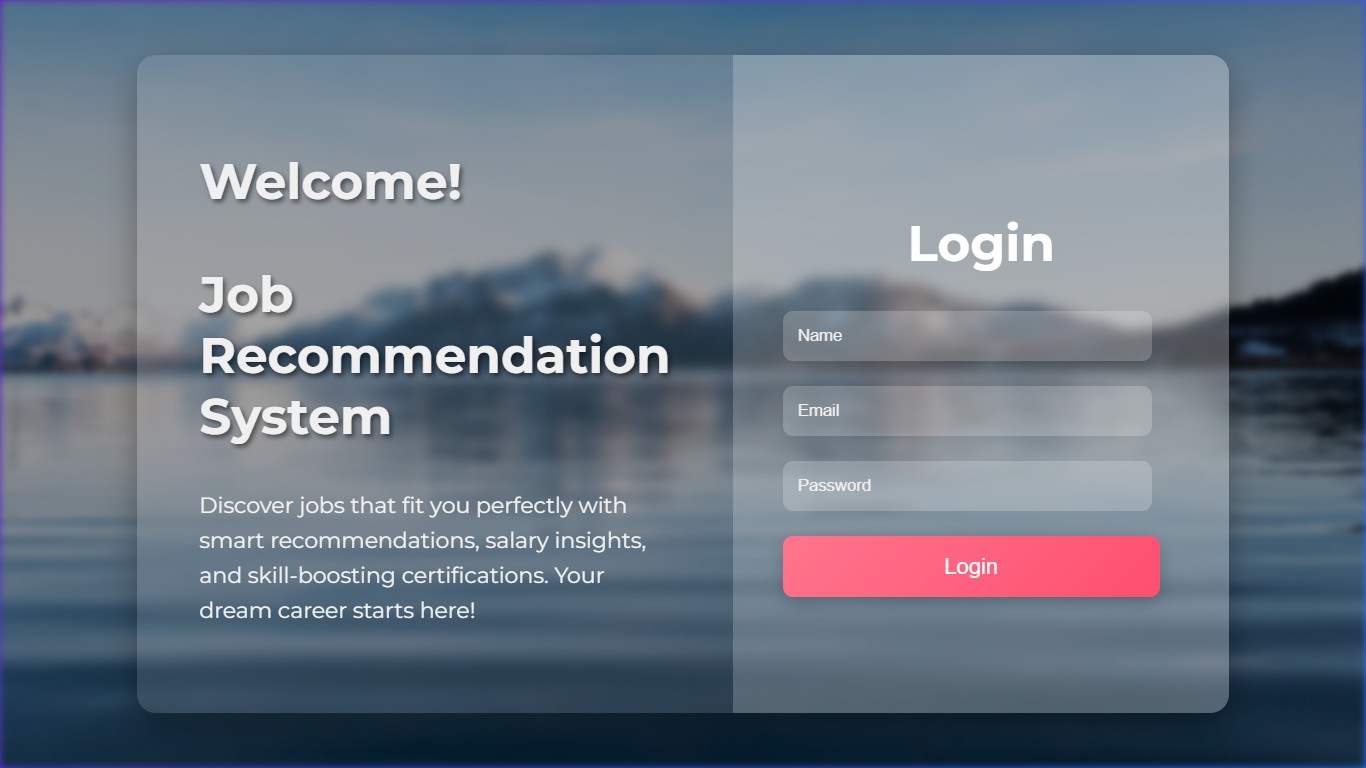 Welcome!
Job
Recommendation
System
Discover jobs that fit you perfectly with
smart recommendations, salary insights,
and skill-boosting certifications. Your
dream career starts here!
Login
Name
Email
Password
Login